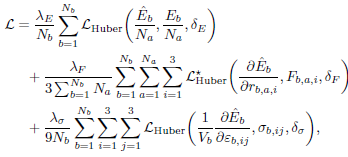 \mathcal{L} = \frac{\lambda_E}{N_b} \sum_{b=1}^{N_b} \mathcal{L}_{\text{Huber}} \left( \frac{\hat{E}_b}{N_a}, \frac{E_b}{N_a}, \delta_E \right)
+ \frac{\lambda_F}{3 \sum_{b=1}^{N_b} N_a} \sum_{b=1}^{N_b} \sum_{a=1}^{N_a} \sum_{i=1}^{3} \mathcal{L}^{\star}_{\text{Huber}} \left( \frac{\partial \hat{E}_b}{\partial r_{b,a,i}}, F_{b,a,i}, \delta_F \right)
+ \frac{\lambda_\sigma}{9 N_b} \sum_{b=1}^{N_b} \sum_{i=1}^{3} \sum_{j=1}^{3} \mathcal{L}_{\text{Huber}} \left( \frac{1}{V_b} \frac{\partial \hat{E}_b}{\partial \varepsilon_{b,ij}}, \sigma_{b,ij}, \delta_\sigma \right),